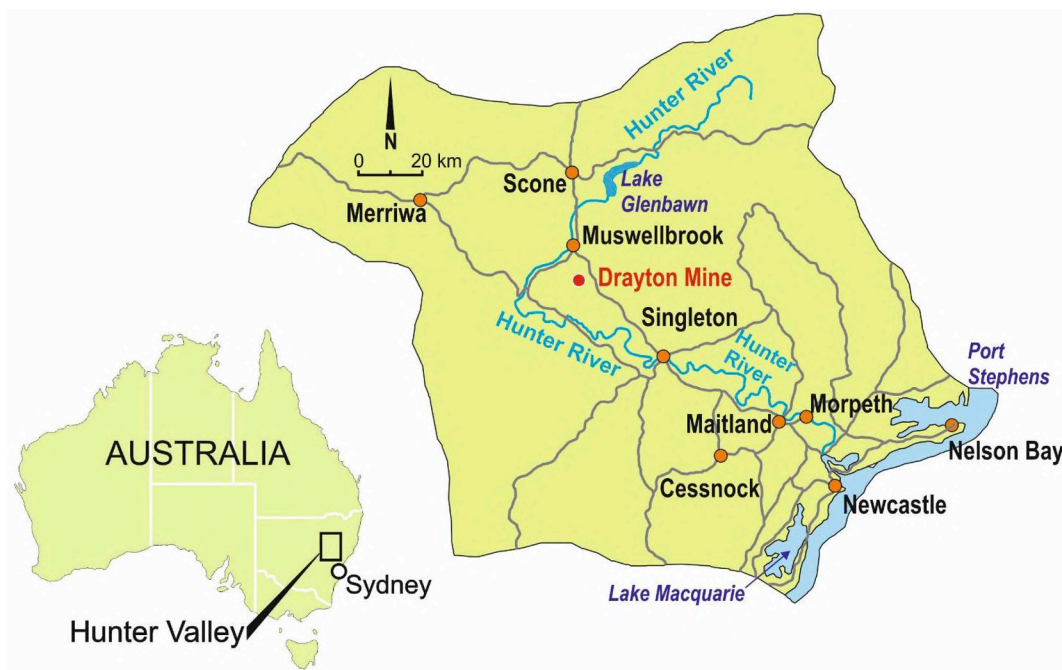 Hunter River
N
0 20 km
Scone
Lake
Glenbawn
Merriwa
Muswellbrook
Drayton Mine
Singleton
Hunter River
Hunter
River
Port
Stephens
Morpeth
Maitland
Nelson Bay
Cessnock
Newcastle
Lake Macquarie
AUSTRALIA
Sydney
Hunter Valley